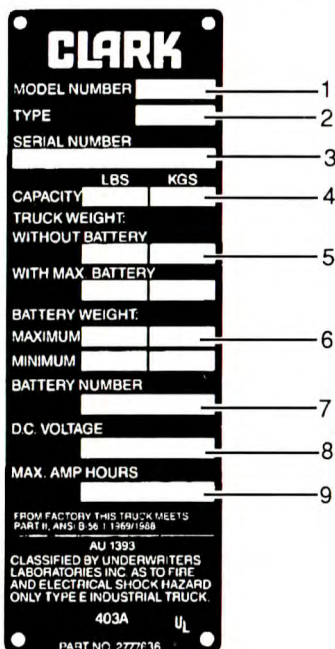 CLARK
MODEL NUMBER 1
TYPE 2
SERIAL NUMBER
3
LBS KGS
CAPACITY 4
TRUCK WEIGHT:
WITHOUT BATTERY
5
WITH MAX. BATTERY
BATTERY WEIGHT:
MAXIMUM 6
MINIMUM
BATTERY NUMBER
7
D.C. VOLTAGE
8
MAX. AMP HOURS
9
FROM FACTORY THIS TRUCK MEETS
PART II, ANSI B-56.1 1969/1988
AU 1393
CLASSIFIED BY UNDERWRITERS
LABORATORIES INC. AS TO FIRE
AND ELECTRICAL SHOCK HAZARD
ONLY TYPE E INDUSTRIAL TRUCK.
403A UL
PART NO. 2777636